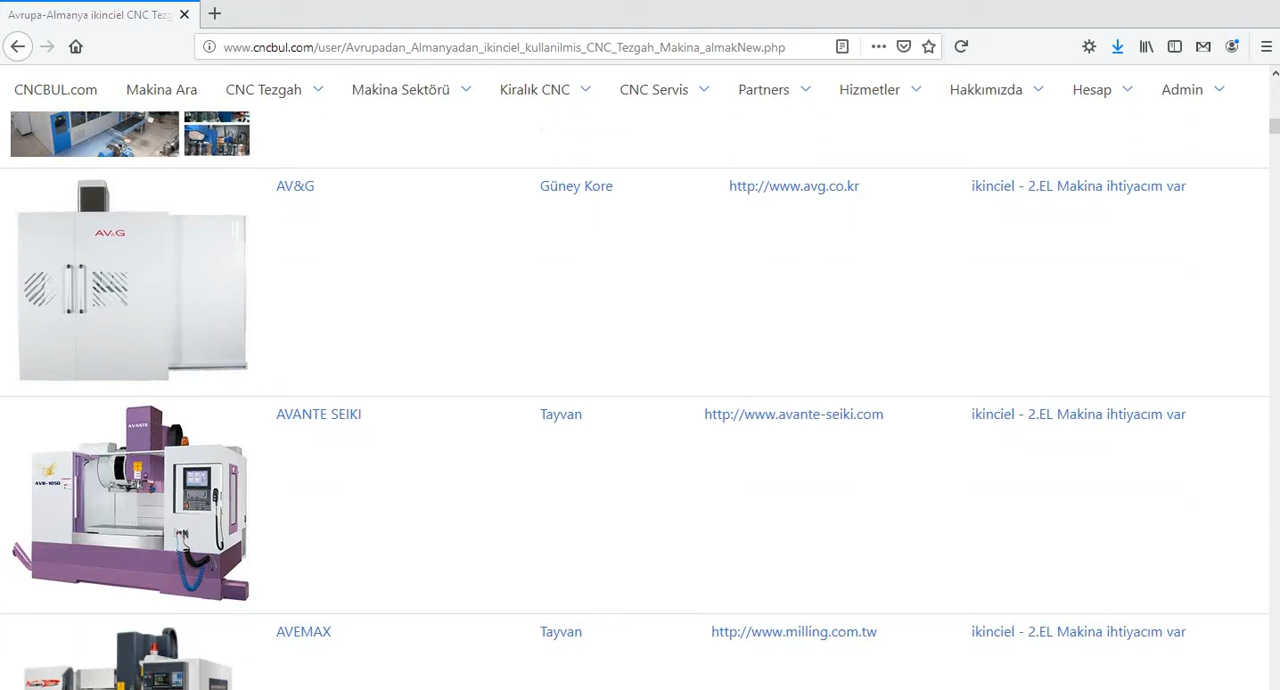 Avrupa-Almanya ikinciel CNC Tezg
www.cncbul.com/user/Avrupadan_Almanyadan_ikinciel_kullanilmis_CNC_Tezgah_Makina_almakNew.php
CNCBUL.com Makina Ara CNC Tezgah Makina Sektörü Kiralık CNC CNC Servis Partners Hizmetler Hakkımızda Hesap Admin
AV&G Güney Kore http://www.avg.co.kr ikinciel - 2.EL Makina ihtiyacım var
AV&G
AVANTE SEIKI Tayvan http://www.avante-seiki.com ikinciel - 2.EL Makina ihtiyacım var
AVANTE
AVB-1050
AVEMAX Tayvan http://www.milling.com.tw ikinciel - 2.EL Makina ihtiyacım var